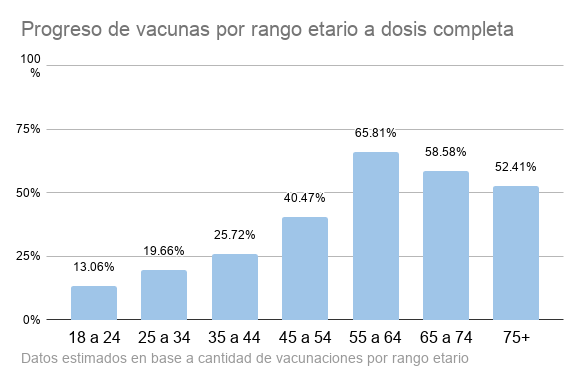 Progreso de vacunas por rango etario a dosis completa
100
%
75%
50%
25%
0%
13.06%
19.66%
25.72%
40.47%
65.81%
58.58%
52.41%
18 a 24
25 a 34
35 a 44
45 a 54
55 a 64
65 a 74
75+
Datos estimados en base a cantidad de vacunaciones por rango etario